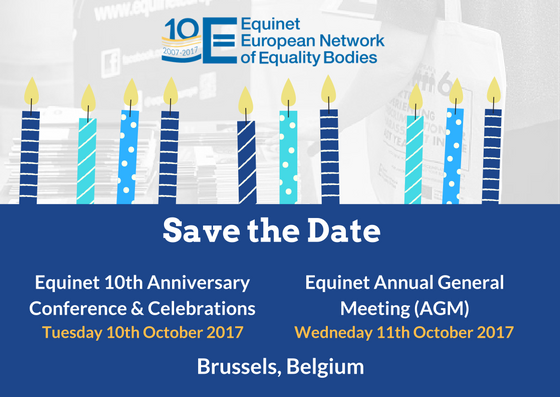 10
2007-2017
Equinet
European Network
of Equality Bodies
Save the Date
Equinet 10th Anniversary
Conference & Celebrations
Tuesday 10th October 2017
Equinet Annual General
Meeting (AGM)
Wedneday 11th October 2017
Brussels, Belgium